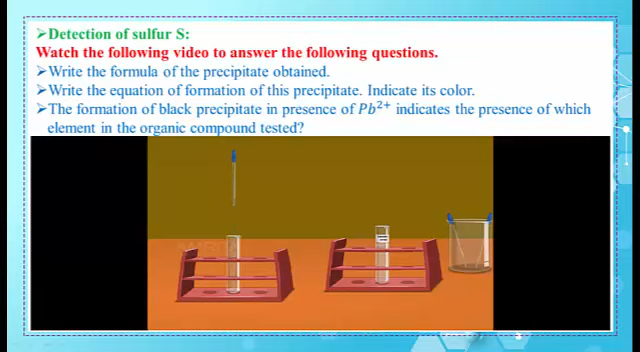 ➤Detection of sulfur S:
Watch the following video to answer the following questions.
➤Write the formula of the precipitate obtained.
➤Write the equation of formation of this precipitate. Indicate its color.
➤The formation of black precipitate in presence of Pb²⁺ indicates the presence of which
element in the organic compound tested?